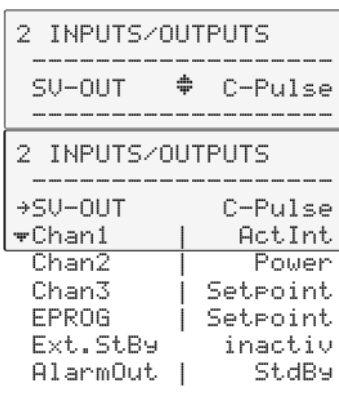 2 INPUTS/OUTPUTS
------------------
SV-OUT ⬍ C-Pulse
------------------
2 INPUTS/OUTPUTS
------------------
→SV-OUT C-Pulse
▼Chan1 | ActInt
Chan2 | Power
Chan3 | Setpoint
EPROG | Setpoint
Ext.StBy inactiv
AlarmOut | StdBy